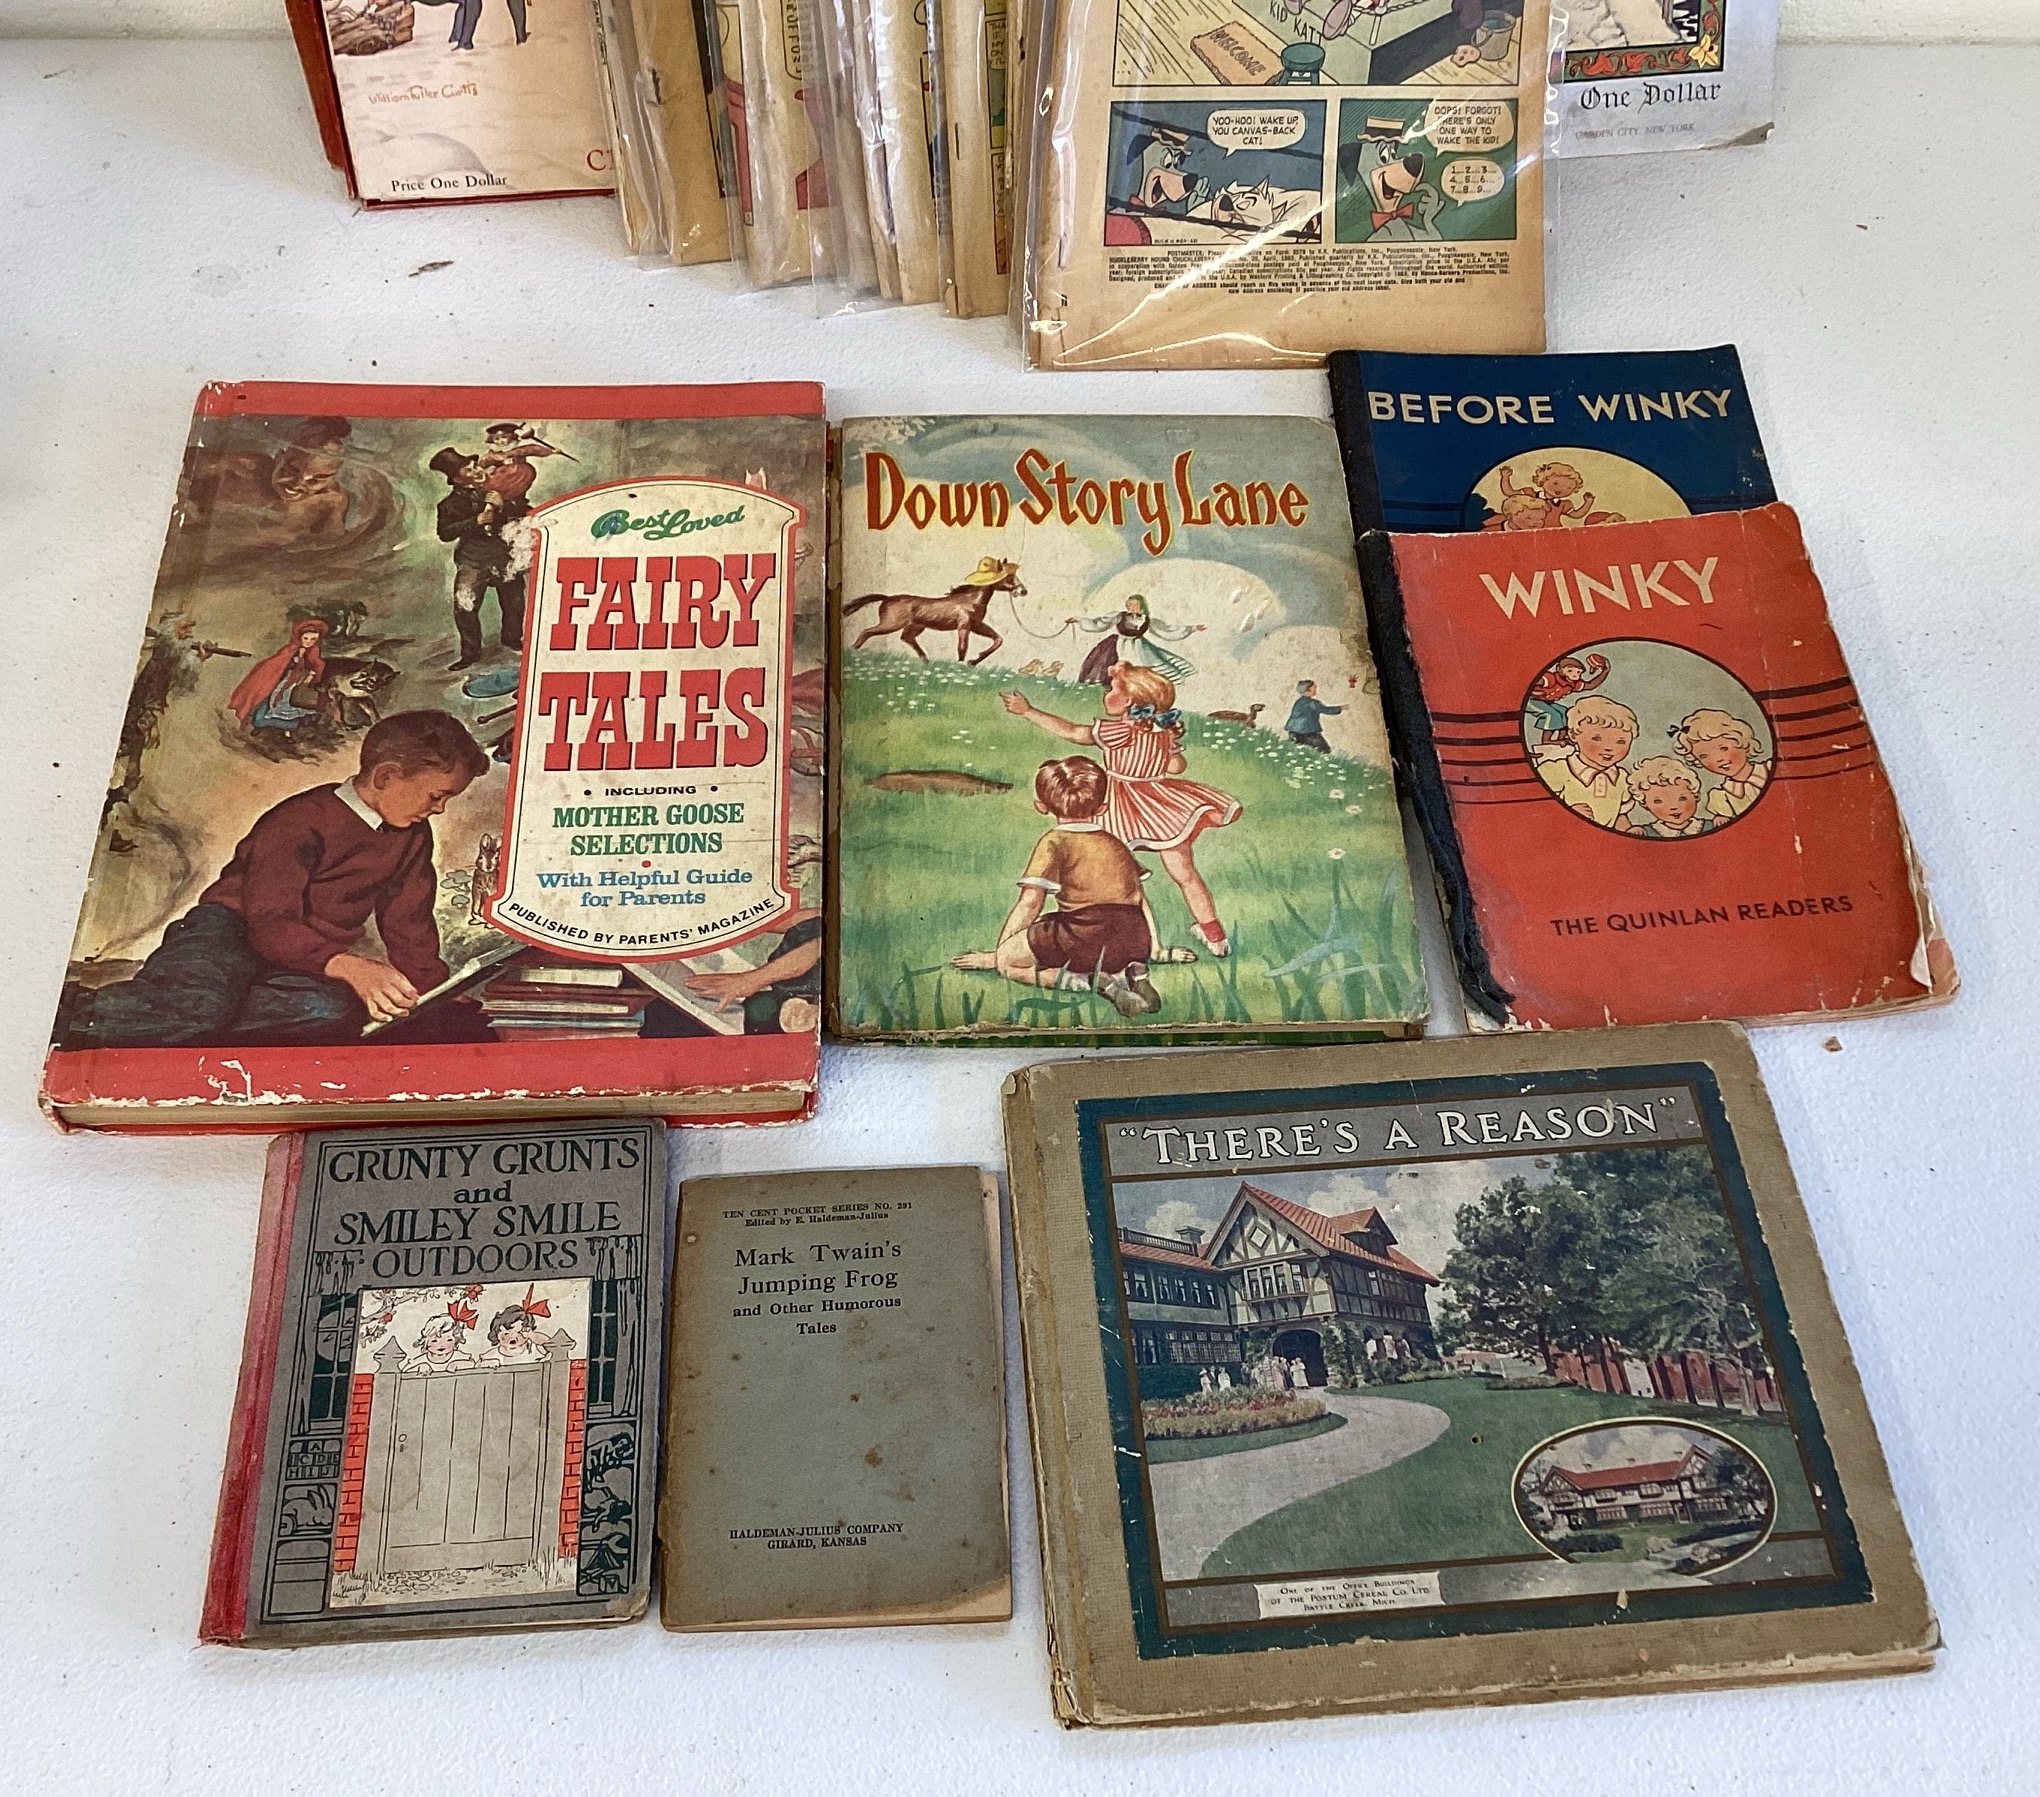 William Fuller Curtis
Price One Dollar
KID KAT
WELCOME
YOO-HOO! WAKE UP,
YOU CANVAS-BACK
CAT!
OOPS! FORGOT!
THERE'S ONLY
ONE WAY TO
WAKE THE KID!
1...2...3...
4...5...6...
7...8...9...
One Dollar
GARDEN CITY, NEW YORK
BEFORE WINKY
Best Loved
FAIRY
TALES
• INCLUDING •
MOTHER GOOSE
SELECTIONS
With Helpful Guide
for Parents
PUBLISHED BY PARENTS' MAGAZINE
Down Story Lane
WINKY
THE QUINLAN READERS
GRUNTY GRUNTS
and
SMILEY SMILE
OUTDOORS
TEN CENT POCKET SERIES NO. 291
Edited by E. Haldeman-Julius
Mark Twain's
Jumping Frog
and Other Humorous
Tales
HALDEMAN-JULIUS COMPANY
GIRARD, KANSAS
"THERE'S A REASON"
ONE OF THE OFFICE BUILDINGS
OF THE POSTUM CEREAL CO. LTD.
BATTLE CREEK, MICH.